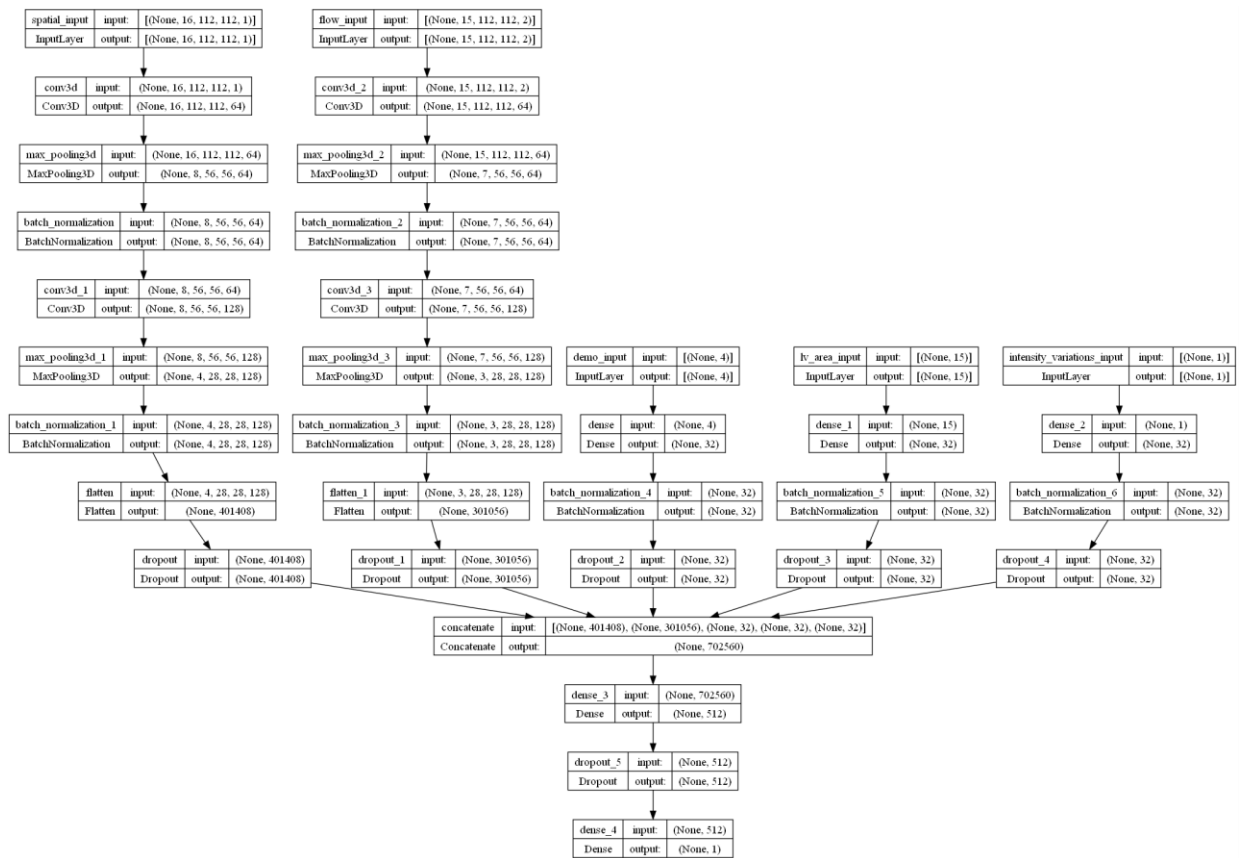 spatial_input input: [(None, 16, 112, 112, 1)]
InputLayer output: [(None, 16, 112, 112, 1)]
flow_input input: [(None, 15, 112, 112, 2)]
InputLayer output: [(None, 15, 112, 112, 2)]
conv3d input: (None, 16, 112, 112, 1)
Conv3D output: (None, 16, 112, 112, 64)
conv3d_2 input: (None, 15, 112, 112, 2)
Conv3D output: (None, 15, 112, 112, 64)
max_pooling3d input: (None, 16, 112, 112, 64)
MaxPooling3D output: (None, 8, 56, 56, 64)
max_pooling3d_2 input: (None, 15, 112, 112, 64)
MaxPooling3D output: (None, 7, 56, 56, 64)
batch_normalization input: (None, 8, 56, 56, 64)
BatchNormalization output: (None, 8, 56, 56, 64)
batch_normalization_2 input: (None, 7, 56, 56, 64)
BatchNormalization output: (None, 7, 56, 56, 64)
conv3d_1 input: (None, 8, 56, 56, 64)
Conv3D output: (None, 8, 56, 56, 128)
conv3d_3 input: (None, 7, 56, 56, 64)
Conv3D output: (None, 7, 56, 56, 128)
max_pooling3d_1 input: (None, 8, 56, 56, 128)
MaxPooling3D output: (None, 4, 28, 28, 128)
max_pooling3d_3 input: (None, 7, 56, 56, 128)
MaxPooling3D output: (None, 3, 28, 28, 128)
demo_input input: [(None, 4)]
InputLayer output: [(None, 4)]
lv_area_input input: [(None, 15)]
InputLayer output: [(None, 15)]
intensity_variations_input input: [(None, 1)]
InputLayer output: [(None, 1)]
batch_normalization_1 input: (None, 4, 28, 28, 128)
BatchNormalization output: (None, 4, 28, 28, 128)
batch_normalization_3 input: (None, 3, 28, 28, 128)
BatchNormalization output: (None, 3, 28, 28, 128)
dense input: (None, 4)
Dense output: (None, 32)
dense_1 input: (None, 15)
Dense output: (None, 32)
dense_2 input: (None, 1)
Dense output: (None, 32)
flatten input: (None, 4, 28, 28, 128)
Flatten output: (None, 401408)
flatten_1 input: (None, 3, 28, 28, 128)
Flatten output: (None, 301056)
batch_normalization_4 input: (None, 32)
BatchNormalization output: (None, 32)
batch_normalization_5 input: (None, 32)
BatchNormalization output: (None, 32)
batch_normalization_6 input: (None, 32)
BatchNormalization output: (None, 32)
dropout input: (None, 401408)
Dropout output: (None, 401408)
dropout_1 input: (None, 301056)
Dropout output: (None, 301056)
dropout_2 input: (None, 32)
Dropout output: (None, 32)
dropout_3 input: (None, 32)
Dropout output: (None, 32)
dropout_4 input: (None, 32)
Dropout output: (None, 32)
concatenate input: [(None, 401408), (None, 301056), (None, 32), (None, 32), (None, 32)]
Concatenate output: (None, 702560)
dense_3 input: (None, 702560)
Dense output: (None, 512)
dropout_5 input: (None, 512)
Dropout output: (None, 512)
dense_4 input: (None, 512)
Dense output: (None, 1)